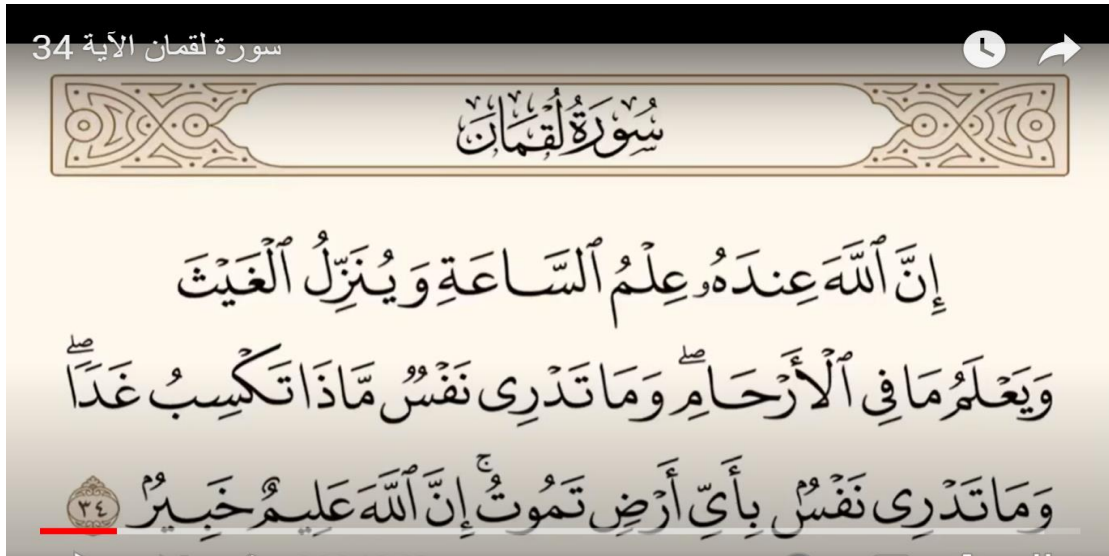 سورة لقمان الآية 34
سُورَةُ لُقْمَان
إِنَّ ٱللَّهَ عِندَهُۥ عِلْمُ ٱلسَّاعَةِ وَيُنَزِّلُ ٱلْغَيْثَ
وَيَعْلَمُ مَا فِى ٱلْأَرْحَامِۖ وَمَا تَدْرِى نَفْسٌ مَّاذَا تَكْسِبُ غَدًاۖ
وَمَا تَدْرِى نَفْسٌۢ بِأَىِّ أَرْضٍ تَمُوتُۚ إِنَّ ٱللَّهَ عَلِيمٌ خَبِيرٌۢ ٣٤